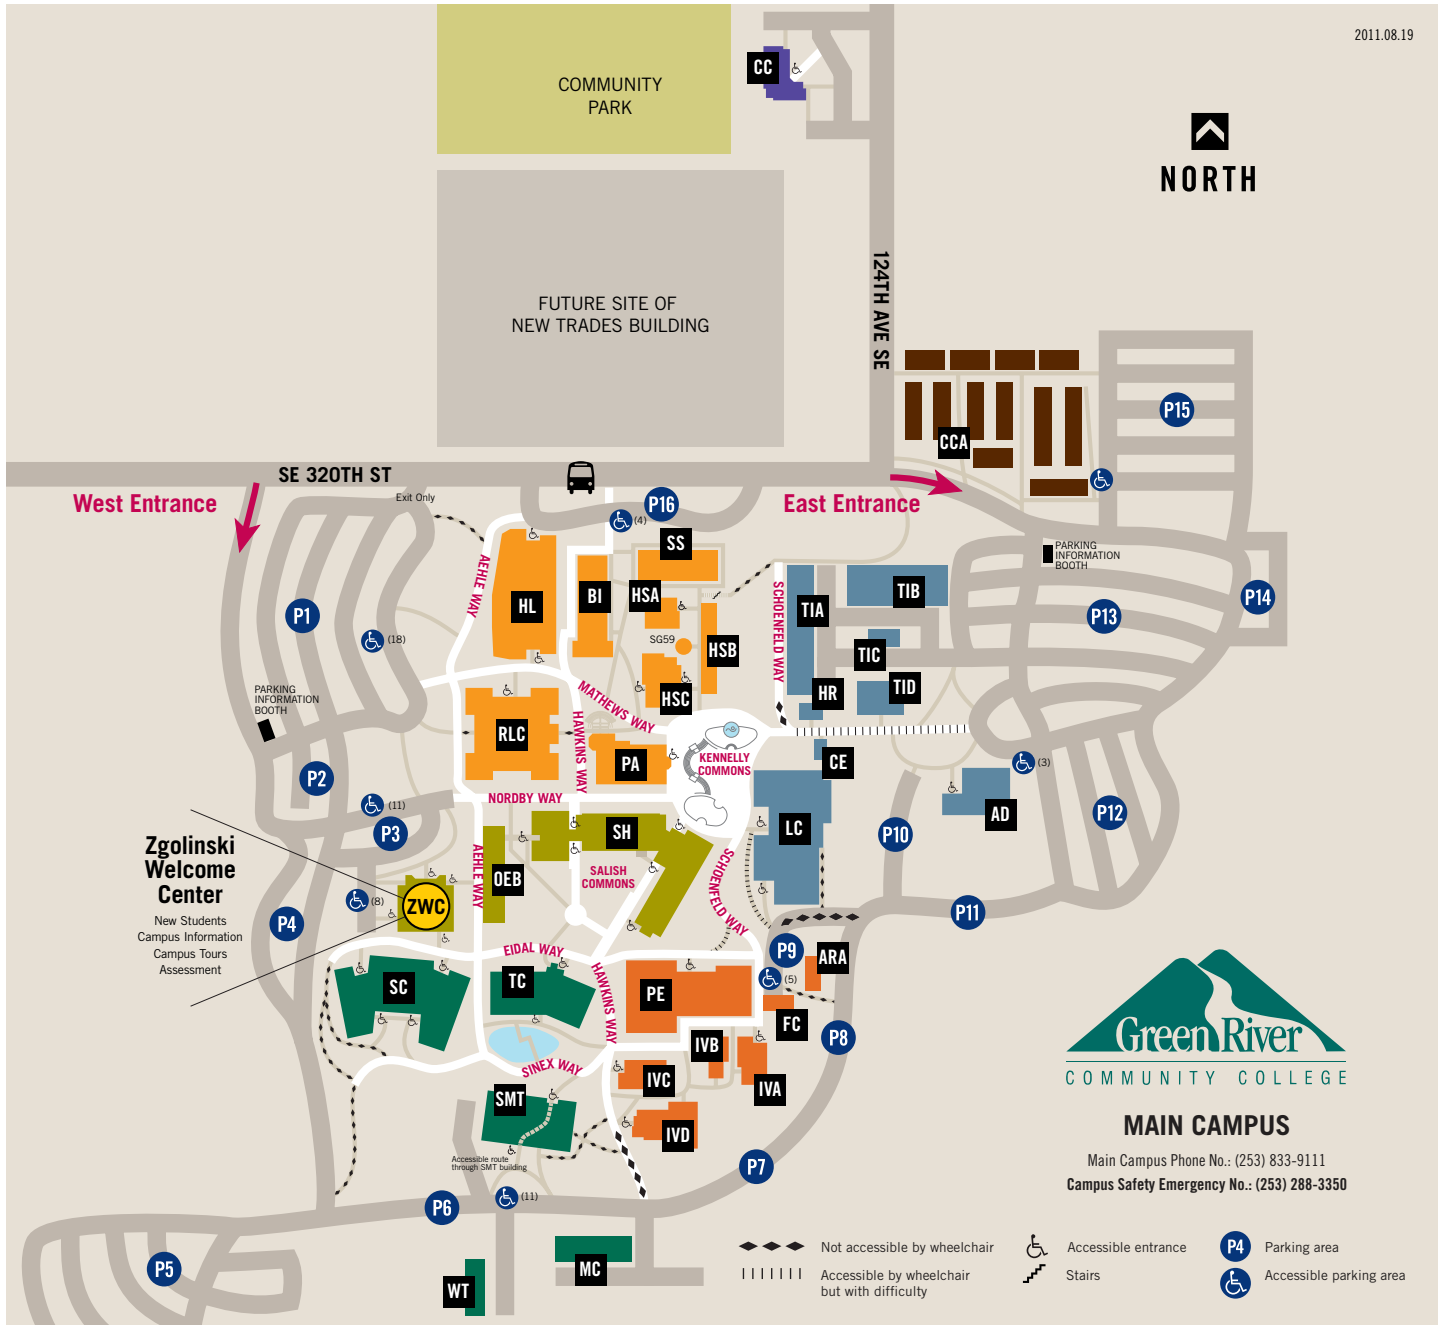 2011.08.19
CC
COMMUNITY
PARK
NORTH
FUTURE SITE OF
NEW TRADES BUILDING
124TH AVE SE
P15
CCA
SE 320TH ST
West Entrance
Exit Only
P16
(4)
East Entrance
SS
PARKING
INFORMATION
BOOTH
AEHLE WAY
HL
BI
HSA
SG59
HSB
HSC
SCHOENFELD WAY
TIA
TIB
TIC
TID
HR
P14
P13
P1
(18)
PARKING
INFORMATION
BOOTH
MATHEWS WAY
HAWKINS WAY
RLC
PA
KENNELLY
COMMONS
CE
(3)
AD
P12
P2
NORDBY WAY
(11)
P3
SH
LC
P10
Zgolinski
Welcome
Center
New Students
Campus Information
Campus Tours
Assessment
AEHLE WAY
OEB
SALISH
COMMONS
SCHOENFELD WAY
(8)
ZWC
P4
P11
EIDAL WAY
P9
(5)
ARA
SC
TC
HAWKINS WAY
PE
FC
P8
IVB
IVC
IVA
IVD
SINEX WAY
SMT
Accessible route
through SMT building
P7
P6
(11)
P5
WT
MC
Green River
COMMUNITY COLLEGE
MAIN CAMPUS
Main Campus Phone No.: (253) 833-9111
Campus Safety Emergency No.: (253) 288-3350
Not accessible by wheelchair
Accessible by wheelchair
but with difficulty
Accessible entrance
Stairs
P4
Parking area
Accessible parking area